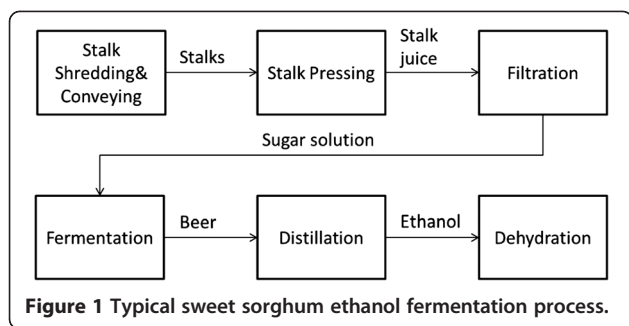 Stalk
Shredding&
Conveying
Stalks
Stalk Pressing
Stalk
juice
Filtration
Sugar solution
Fermentation
Beer
Distillation
Ethanol
Dehydration
Figure 1 Typical sweet sorghum ethanol fermentation process.